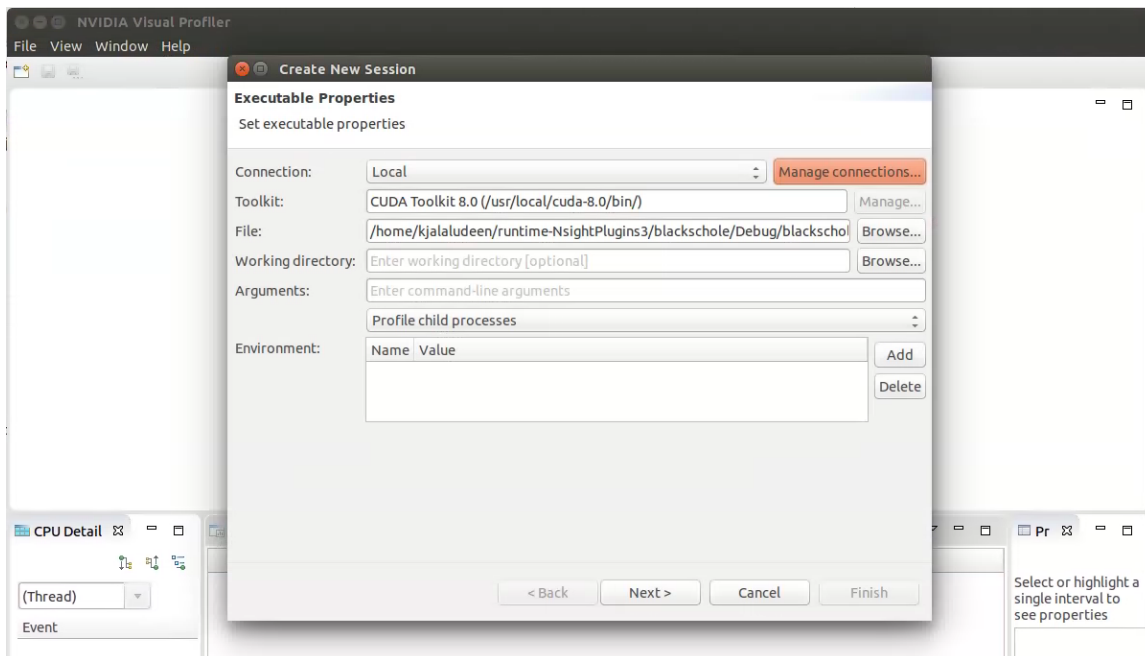 NVIDIA Visual Profiler
File View Window Help
Create New Session
Executable Properties
Set executable properties
Connection: Local Manage connections...
Toolkit: CUDA Toolkit 8.0 (/usr/local/cuda-8.0/bin/) Manage...
File: /home/kjalaludeen/runtime-NsightPlugins3/blackschole/Debug/blackschol Browse...
Working directory: Enter working directory [optional] Browse...
Arguments: Enter command-line arguments
Profile child processes
Environment: Name Value Add
Delete
< Back Next > Cancel Finish
CPU Detail
(Thread)
Event
Pr
Select or highlight a
single interval to
see properties